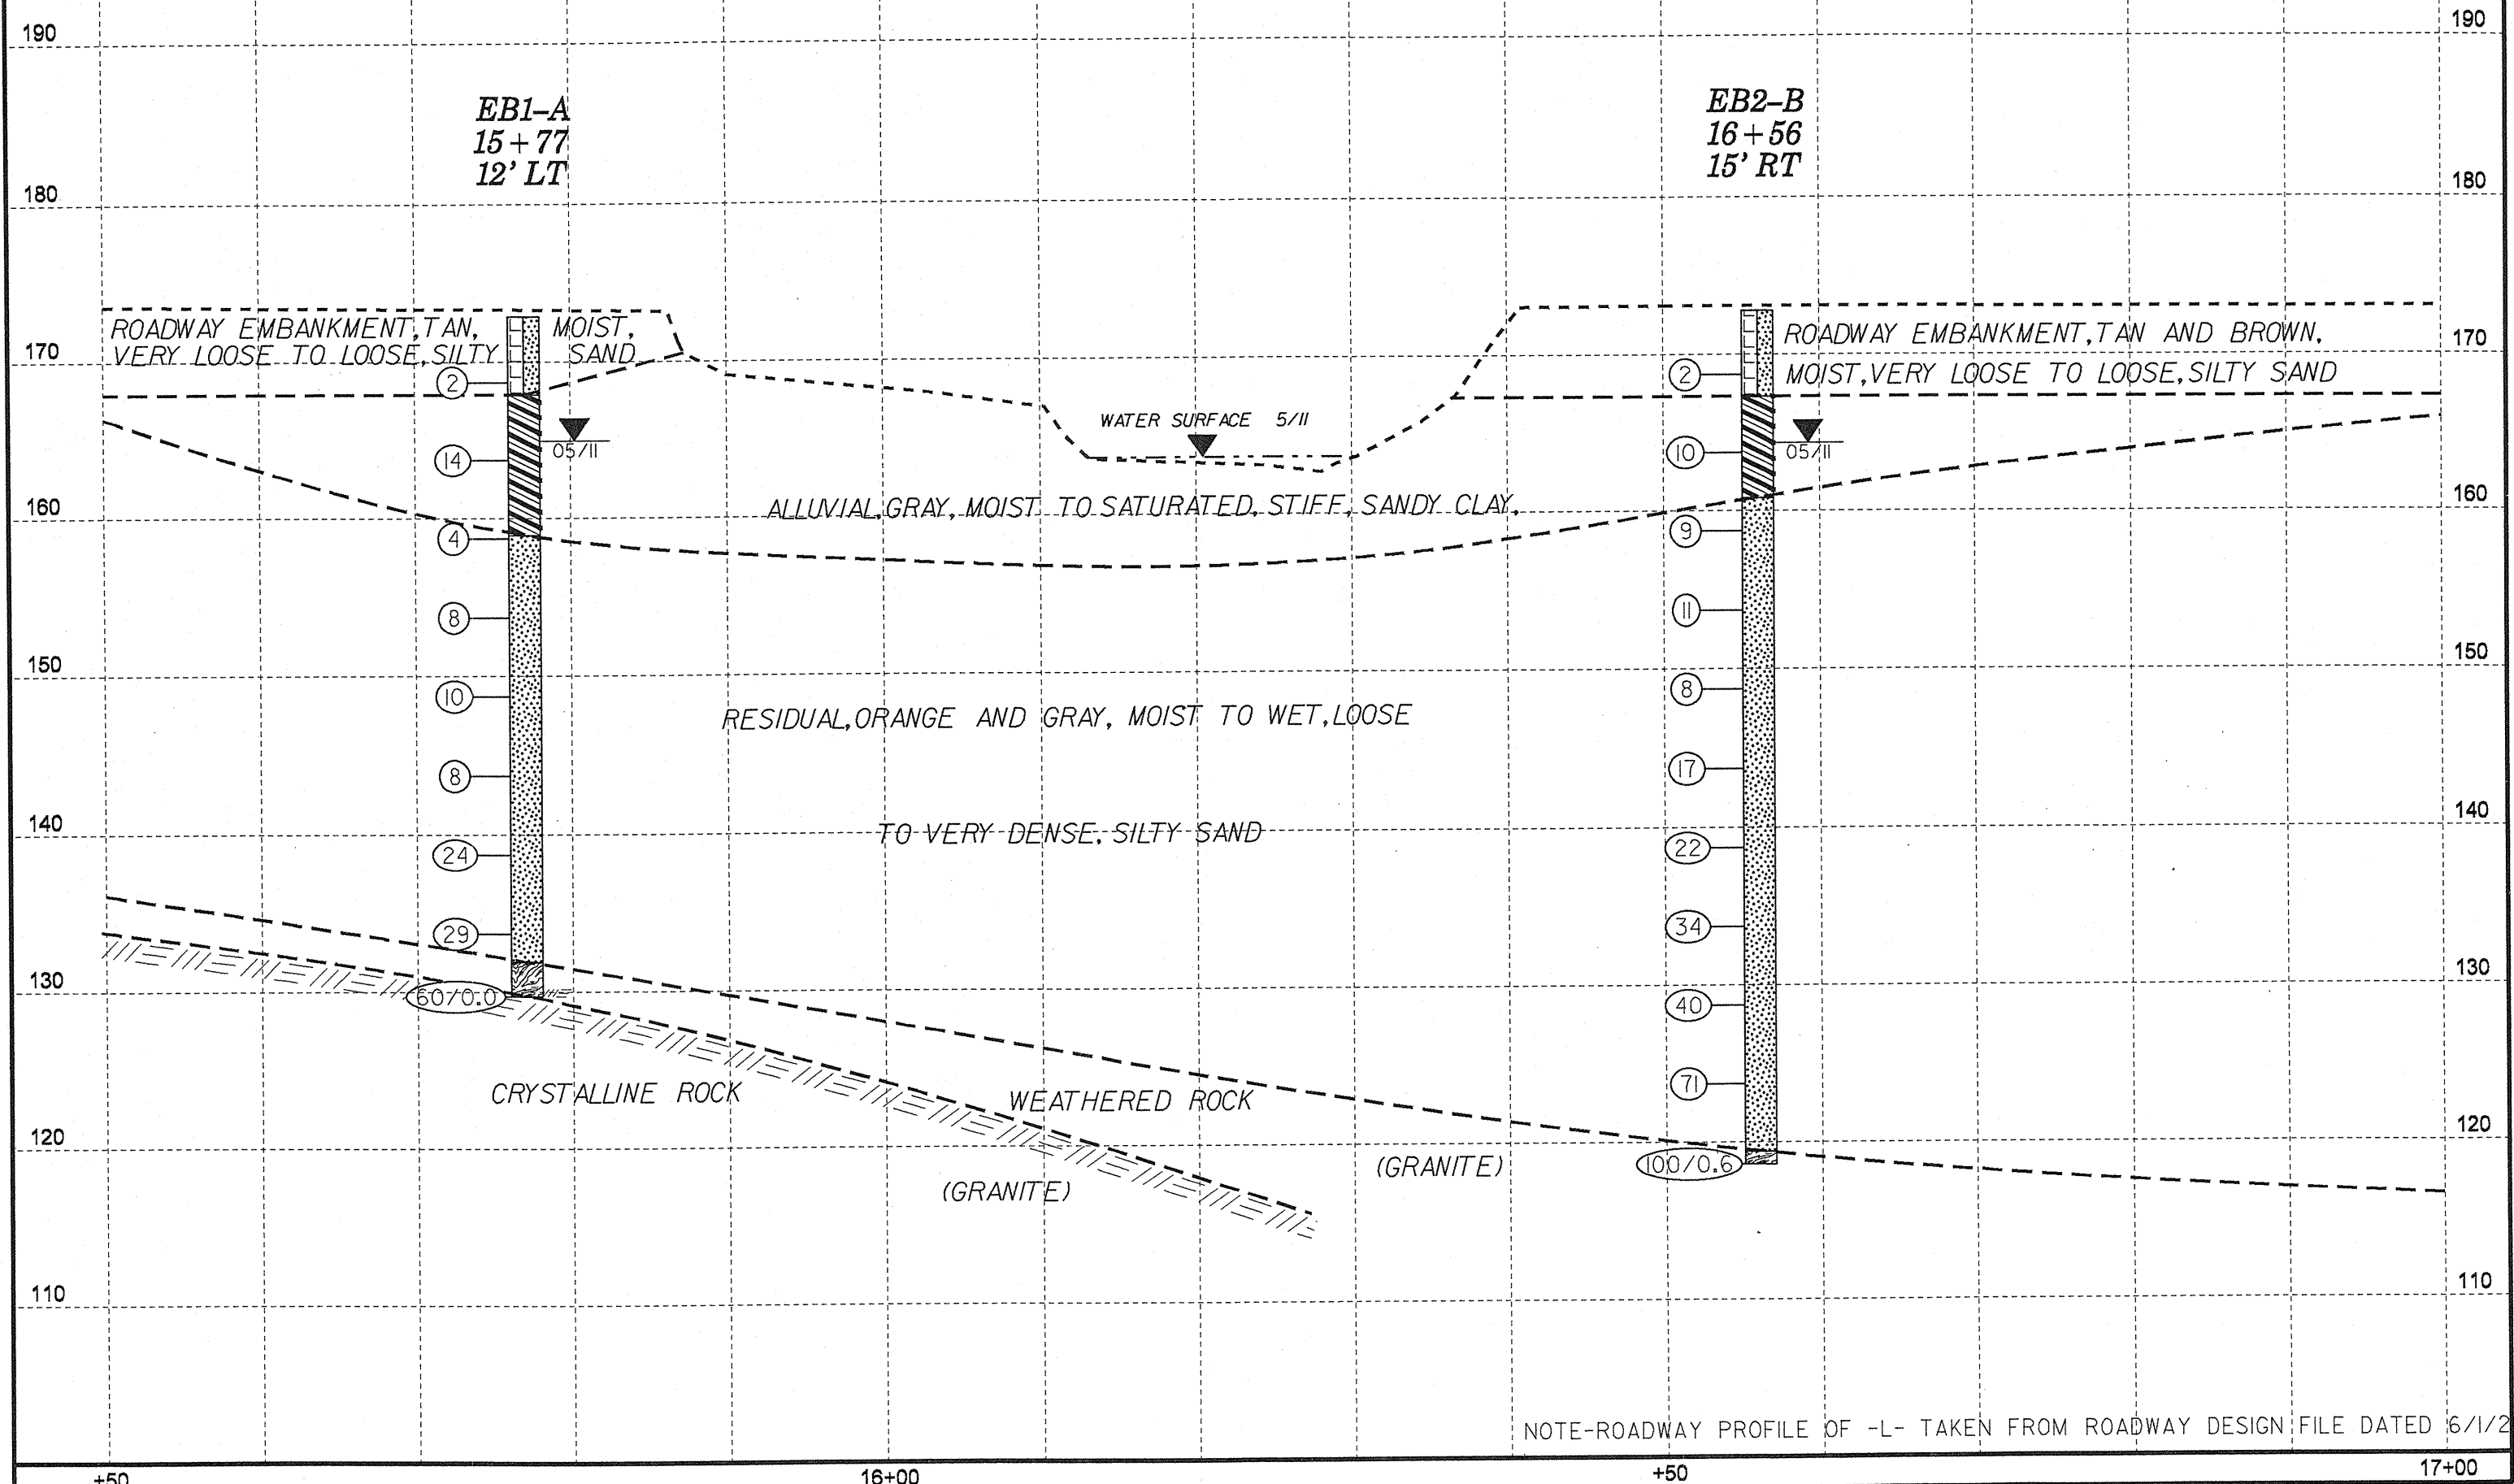 190
190
EB1–A
15+77
12' LT
EB2–B
16+56
15' RT
180
180
ROADWAY EMBANKMENT, TAN, MOIST,
VERY LOOSE TO LOOSE, SILTY SAND
ROADWAY EMBANKMENT, TAN AND BROWN,
MOIST, VERY LOOSE TO LOOSE, SILTY SAND
170
170
2
2
WATER SURFACE 5/11
05/11
05/11
14
10
160
ALLUVIAL, GRAY, MOIST TO SATURATED, STIFF, SANDY CLAY,
160
4
9
8
11
150
150
10
8
RESIDUAL, ORANGE AND GRAY, MOIST TO WET, LOOSE
8
17
140
TO VERY DENSE, SILTY SAND
140
24
22
29
34
130
130
60/0.0
40
CRYSTALLINE ROCK
WEATHERED ROCK
71
120
120
(GRANITE)
(GRANITE)
100/0.6
110
110
NOTE-ROADWAY PROFILE OF -L- TAKEN FROM ROADWAY DESIGN FILE DATED 6/1/2
+50
16+00
+50
17+00